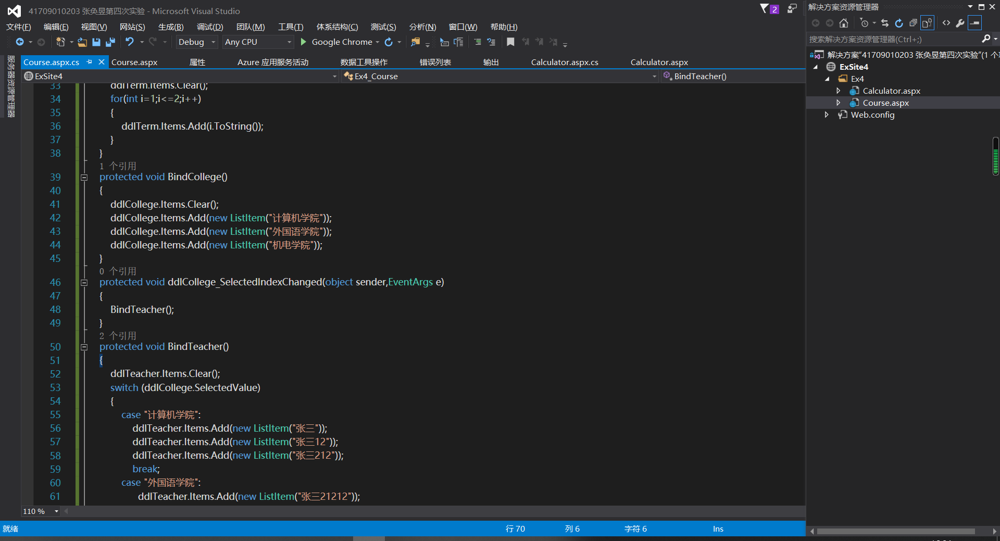 41709010203 张奂昱第四次实验 - Microsoft Visual Studio
2
文件(F) 编辑(E) 视图(V) 网站(S) 生成(B) 调试(D) 团队(M) 工具(T) 体系结构(C) 测试(S) 分析(N) 窗口(W) 帮助(H)
Debug Any CPU Google Chrome
服务器资源管理器
Course.aspx.cs Course.aspx 属性 Azure 应用服务活动 数据工具操作 错误列表 输出 Calculator.aspx.cs Calculator.aspx
ExSite4 Ex4_Course BindTeacher()
33 ddlTerm.Items.Clear();
34 for(int i=1;i<=2;i++)
35 {
36 ddlTerm.Items.Add(i.ToString());
37 }
38 }
1 个引用
39 protected void BindCollege()
40 {
41 ddlCollege.Items.Clear();
42 ddlCollege.Items.Add(new ListItem("计算机学院"));
43 ddlCollege.Items.Add(new ListItem("外国语学院"));
44 ddlCollege.Items.Add(new ListItem("机电学院"));
45 }
0 个引用
46 protected void ddlCollege_SelectedIndexChanged(object sender,EventArgs e)
47 {
48 BindTeacher();
49 }
2 个引用
50 protected void BindTeacher()
51 {
52 ddlTeacher.Items.Clear();
53 switch (ddlCollege.SelectedValue)
54 {
55 case "计算机学院":
56 ddlTeacher.Items.Add(new ListItem("张三"));
57 ddlTeacher.Items.Add(new ListItem("张三12"));
58 ddlTeacher.Items.Add(new ListItem("张三212"));
59 break;
60 case "外国语学院":
61 ddlTeacher.Items.Add(new ListItem("张三21212"));
110 %
就绪 行 70 列 6 字符 6 Ins
解决方案资源管理器
搜索解决方案资源管理器(Ctrl+;)
解决方案"41709010203 张奂昱第四次实验"(1 个
ExSite4
Ex4
Calculator.aspx
Course.aspx
Web.config